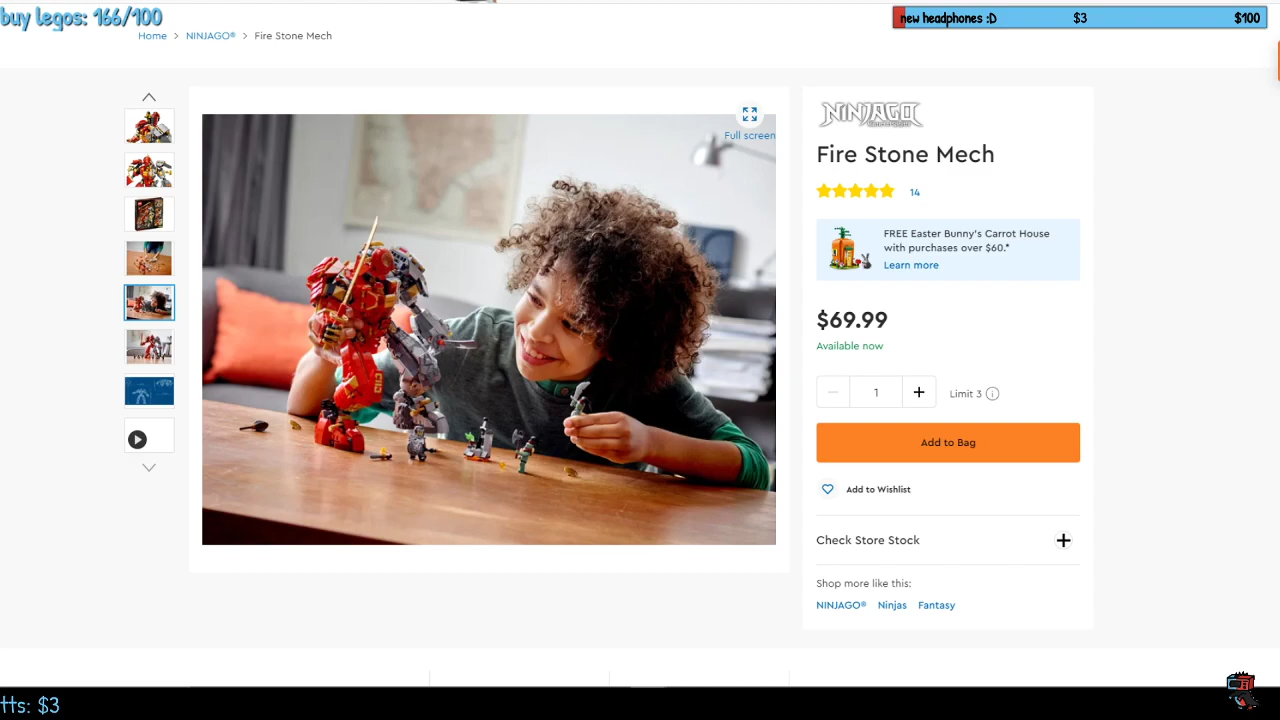 buy legos: 166/100
new headphones :D $3 $100
Home > NINJAGO® > Fire Stone Mech
Full screen
NINJAGO
Fire Stone Mech
14
FREE Easter Bunny's Carrot House
with purchases over $60.*
Learn more
$69.99
Available now
1
Limit 3
Add to Bag
Add to Wishlist
Check Store Stock
Shop more like this:
NINJAGO® Ninjas Fantasy
tts: $3